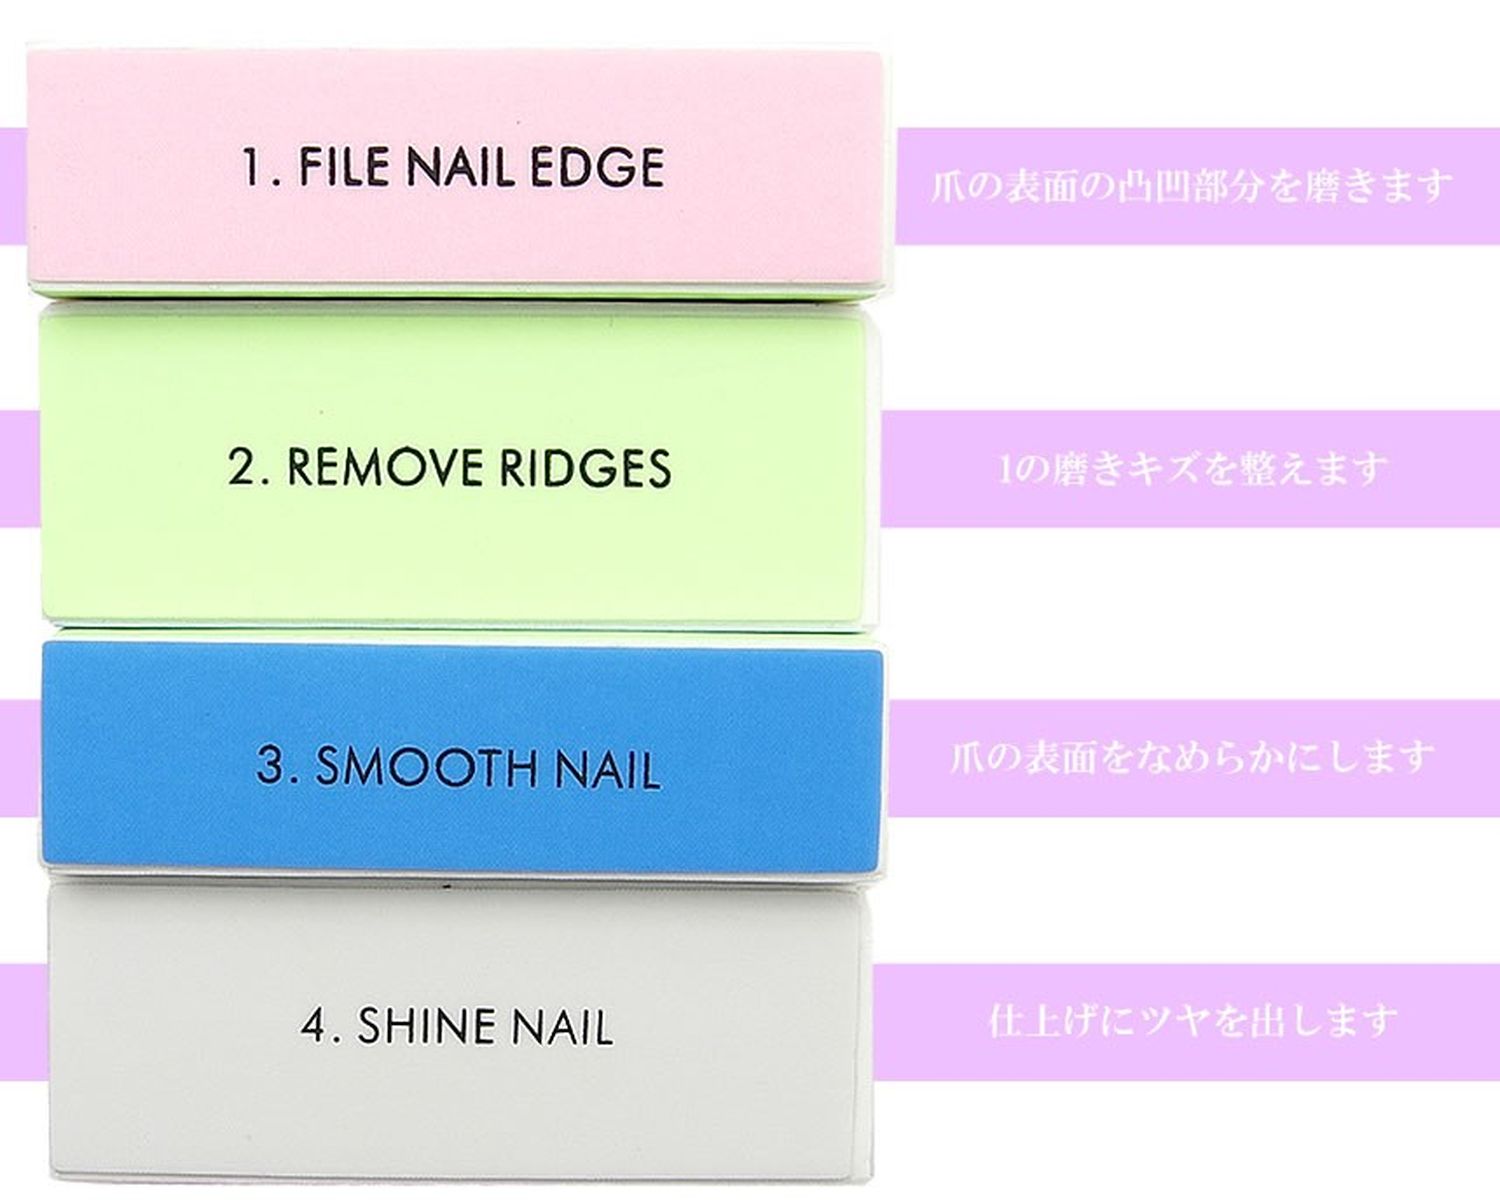 1. FILE NAIL EDGE
爪の表面の凸凹部分を磨きます
2. REMOVE RIDGES
1の磨きキズを整えます
3. SMOOTH NAIL
爪の表面をなめらかにします
4. SHINE NAIL
仕上げにツヤを出します